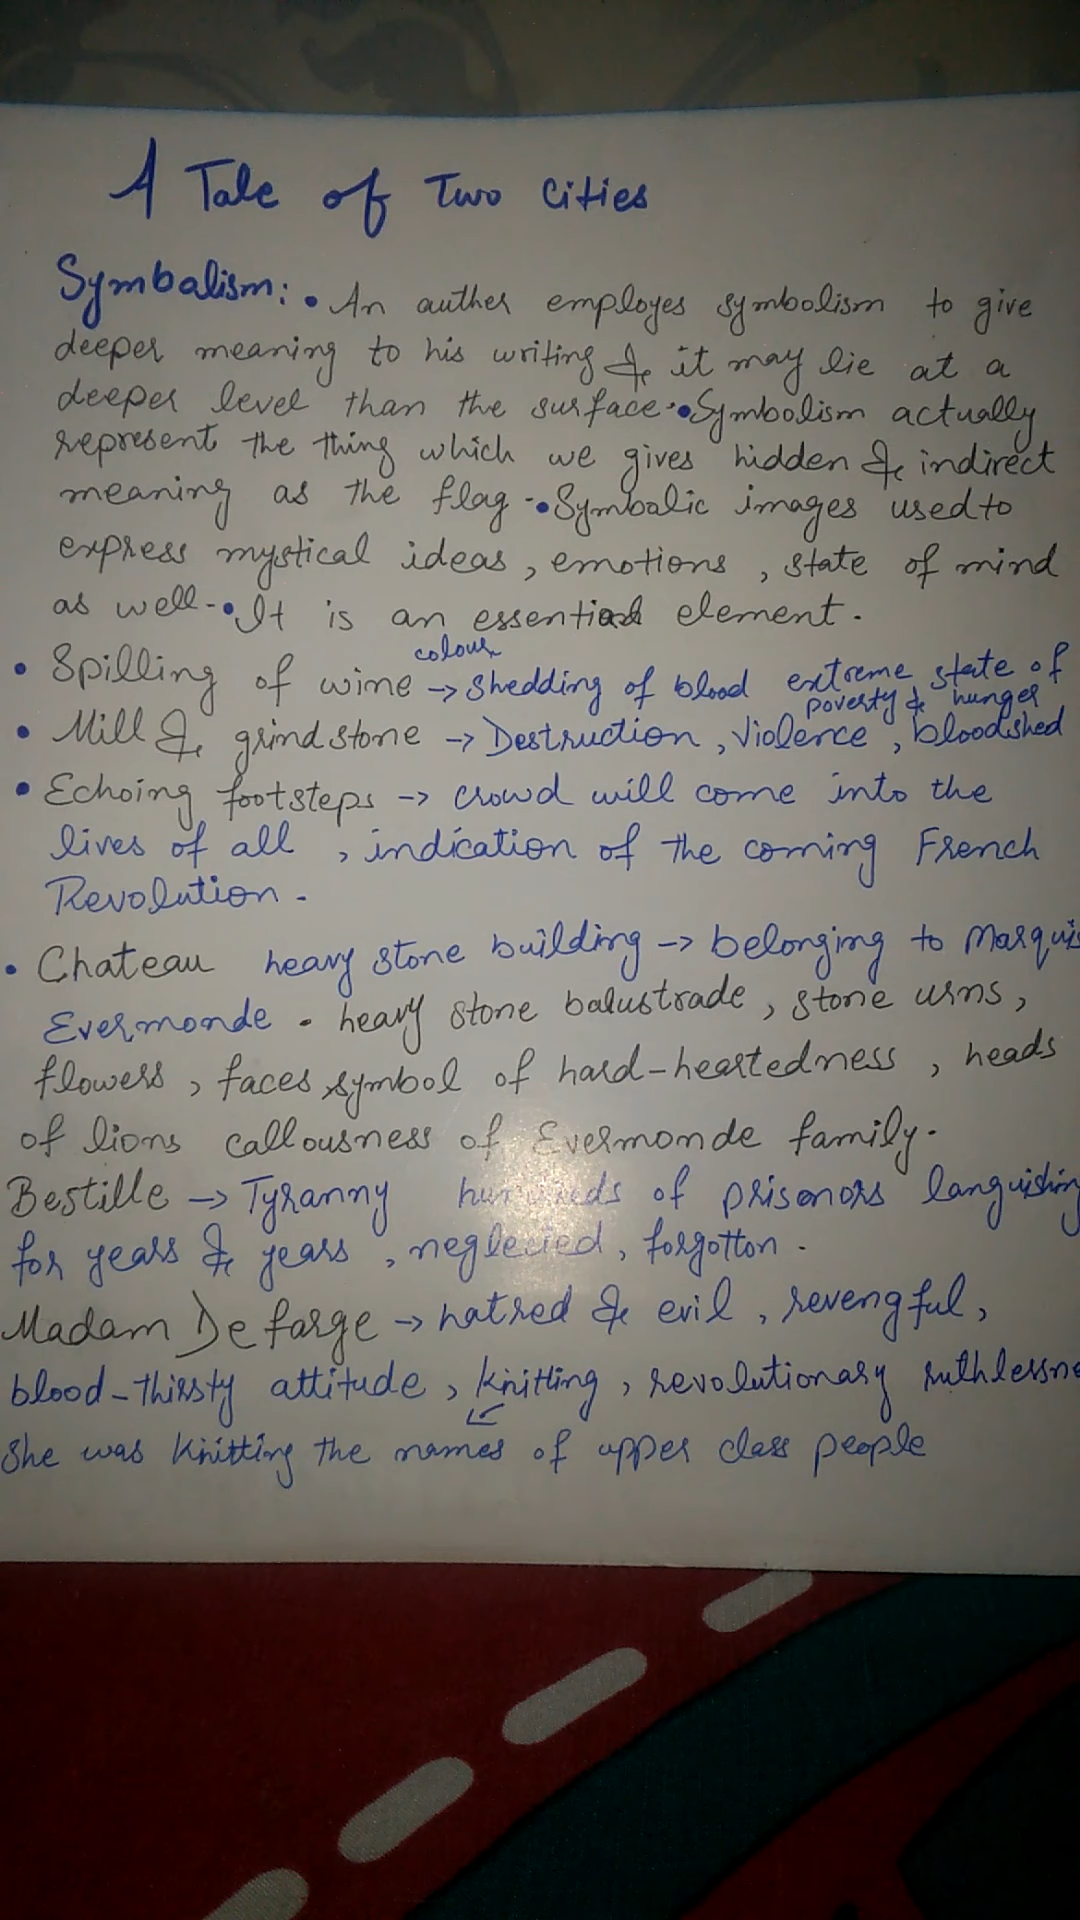 A Tale of Two Cities
Symbalism: • An auther employes symbolism to give
deeper meaning to his writing & it may lie at a
deeper level than the surface. • Symbolism actually
represent the thing which we gives hidden & indirect
meaning as the flag. • Symbalic images used to
express mystical ideas, emotions, state of mind
as well. • It is an essential element.
colour
• Spilling of wine → shedding of blood extreme state of
poverty & hunger
• Mill & grindstone → Destruction, violence, bloodshed
• Echoing footsteps → crowd will come into the
lives of all, indication of the coming French
Revolution.
• Chateau heavy stone building → belonging to Marquis
Evermonde. heavy stone balustrade, stone urns,
flowers, faces, symbol of hard-heartedness, heads
of lions callousness of Evermonde family.
Bestille → Tyranny hundreds of prisonors languishing
for years & years, neglecied, forgotton.
Madam Defarge → hatred & evil, revengful,
blood-thirsty attitude, Knitting, revolutionary ruthlessne
She was Knitting the names of upper class people